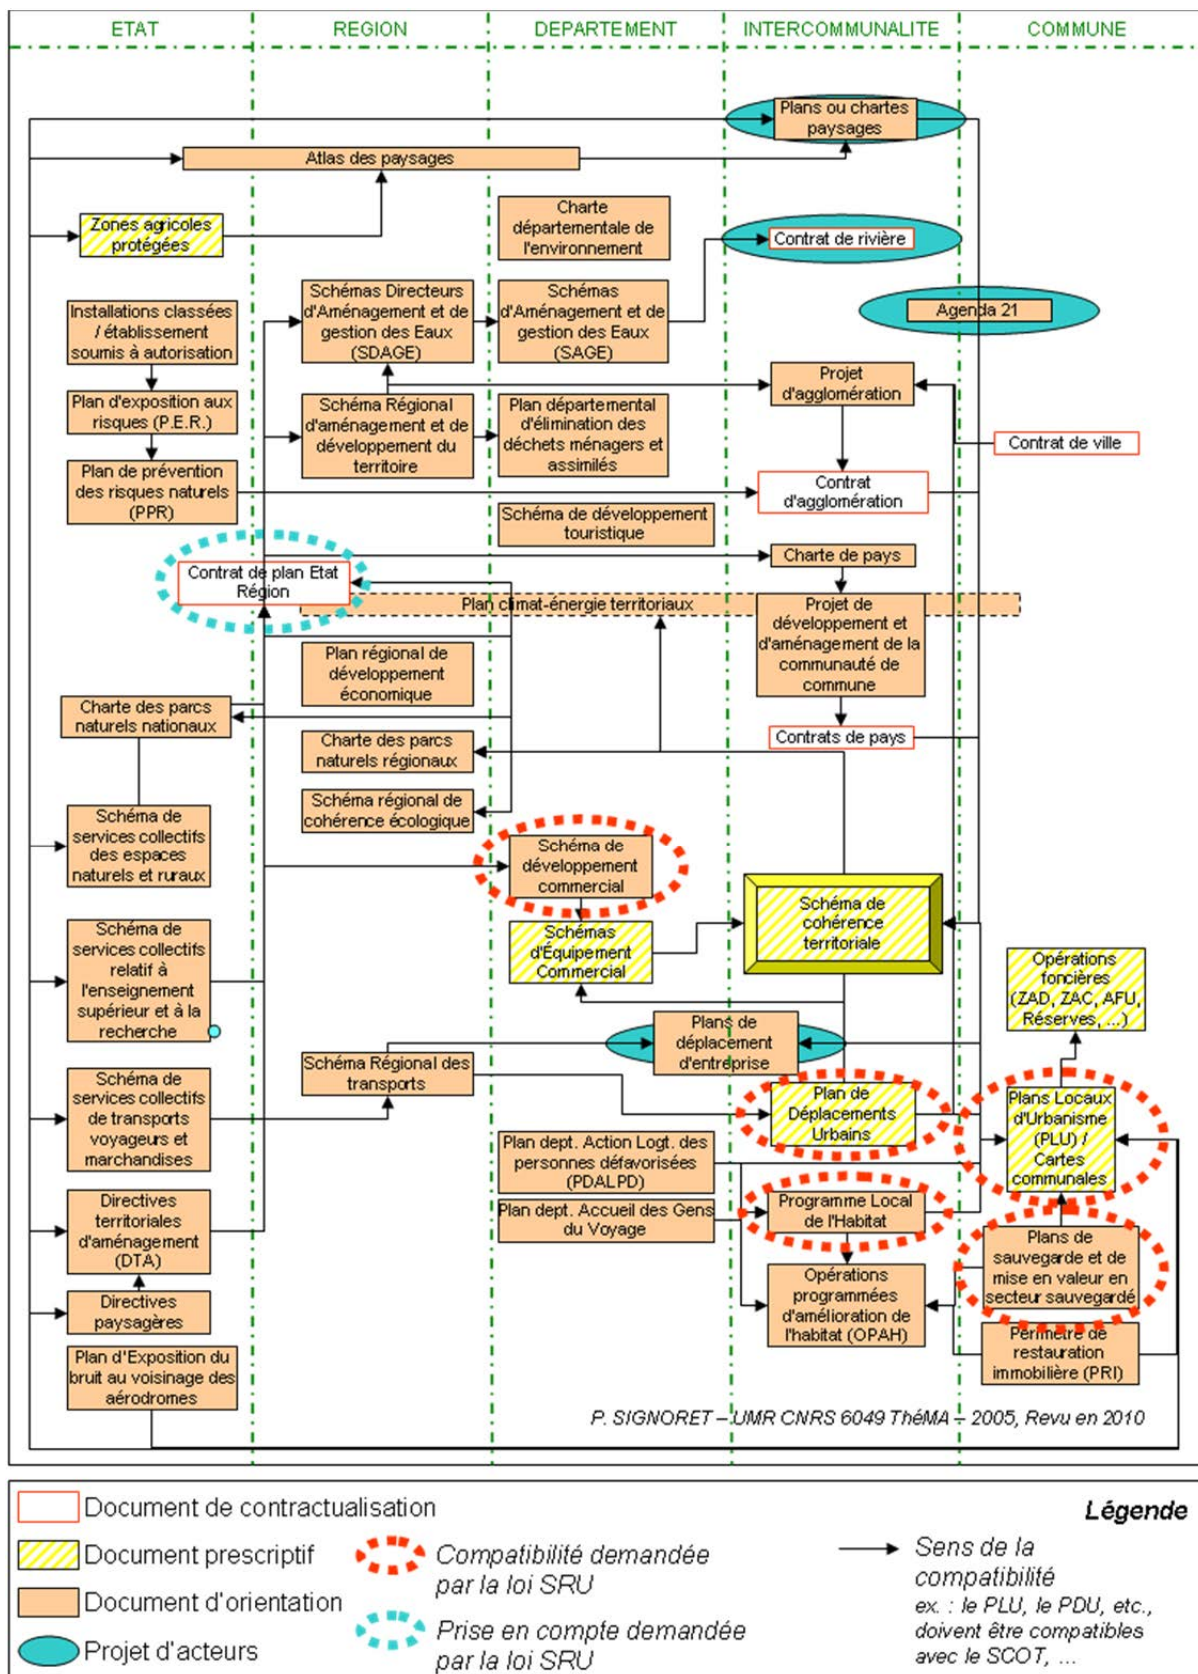 ETAT
REGION
DEPARTEMENT
INTERCOMMUNALITE
COMMUNE
Plans ou chartes
paysages
Atlas des paysages
Zones agricoles
protégées
Charte
départementale de
l'environnement
Contrat de rivière
Installations classées
/ établissement
soumis à autorisation
Schémas Directeurs
d'Aménagement et de
gestion des Eaux
(SDAGE)
Schémas
d'Aménagement et de
gestion des Eaux
(SAGE)
Agenda 21
Plan d'exposition aux
risques (P.E.R.)
Schéma Régional
d'aménagement et de
développement du
territoire
Plan départemental
d'élimination des
déchets ménagers et
assimilés
Projet
d'agglomération
Contrat de ville
Plan de prévention
des risques naturels
(PPR)
Contrat
d'agglomération
Schéma de développement
touristique
Contrat de plan Etat
Région
Charte de pays
Plan climat-énergie territoriaux
Projet de
développement et
d'aménagement de la
communauté de
commune
Plan régional de
développement
économique
Charte des parcs
naturels nationaux
Charte des parcs
naturels régionaux
Contrats de pays
Schéma régional de
cohérence écologique
Schéma de
services collectifs
des espaces
naturels et ruraux
Schéma de
développement
commercial
Schéma de
cohérence
territoriale
Schémas
d'Équipement
Commercial
Schéma de
services collectifs
relatif à
l'enseignement
supérieur et à la
recherche
Opérations
foncières
(ZAD, ZAC, AFU,
Réserves, ...)
Plans de
déplacement
d'entreprise
Schéma Régional des
transports
Schéma de
services collectifs
de transports
voyageurs et
marchandises
Plan de
Déplacements
Urbains
Plans Locaux
d'Urbanisme
(PLU) /
Cartes
communales
Plan dept. Action Logt. des
personnes défavorisées
(PDALPD)
Plan dept. Accueil des Gens
du Voyage
Programme Local
de l'Habitat
Directives
territoriales
d'aménagement
(DTA)
Plans de
sauvegarde et de
mise en valeur en
secteur sauvegardé
Opérations
programmées
d'amélioration de
l'habitat (OPAH)
Directives
paysagères
Périmètre de
restauration
immobilière (PRI)
Plan d'Exposition du
bruit au voisinage des
aérodromes
P. SIGNORET – UMR CNRS 6049 ThéMA – 2005, Revu en 2010
Légende
Document de contractualisation
Document prescriptif
Document d'orientation
Projet d'acteurs
Compatibilité demandée
par la loi SRU
Prise en compte demandée
par la loi SRU
Sens de la
compatibilité
ex. : le PLU, le PDU, etc.,
doivent être compatibles
avec le SCOT, ...